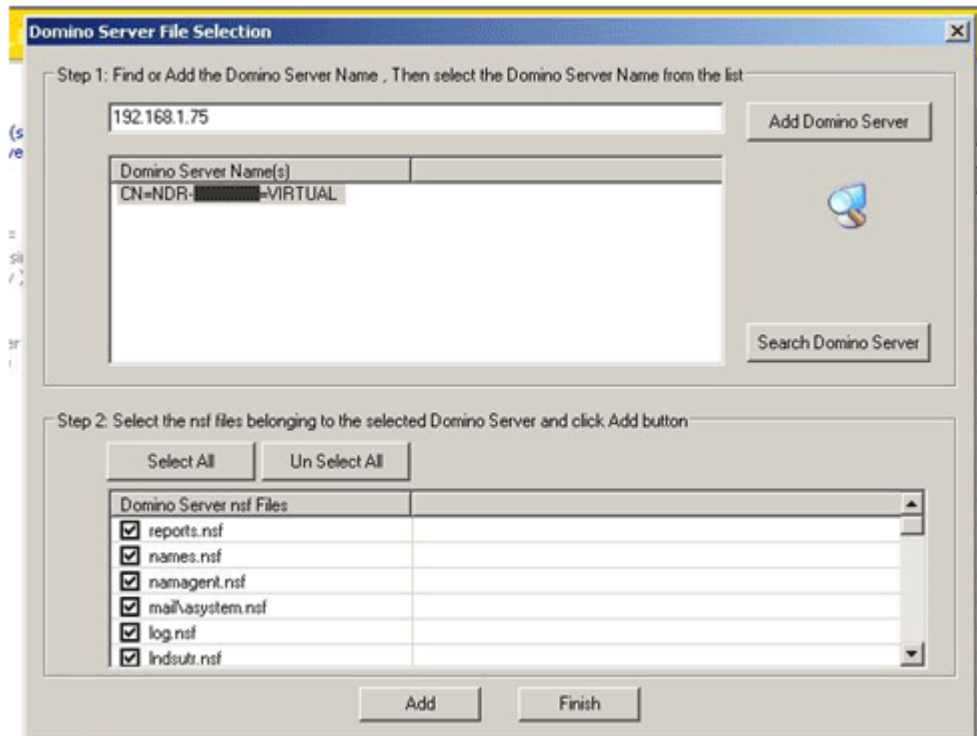 Domino Server File Selection
Step 1: Find or Add the Domino Server Name , Then select the Domino Server Name from the list
192.168.1.75
Add Domino Server
Domino Server Name(s)
CN=NDR- =VIRTUAL
Search Domino Server
Step 2: Select the nsf files belonging to the selected Domino Server and click Add button
Select All
Un Select All
Domino Server nsf Files
reports.nsf
names.nsf
namagent.nsf
mail\asystem.nsf
log.nsf
lndsutr.nsf
Add
Finish